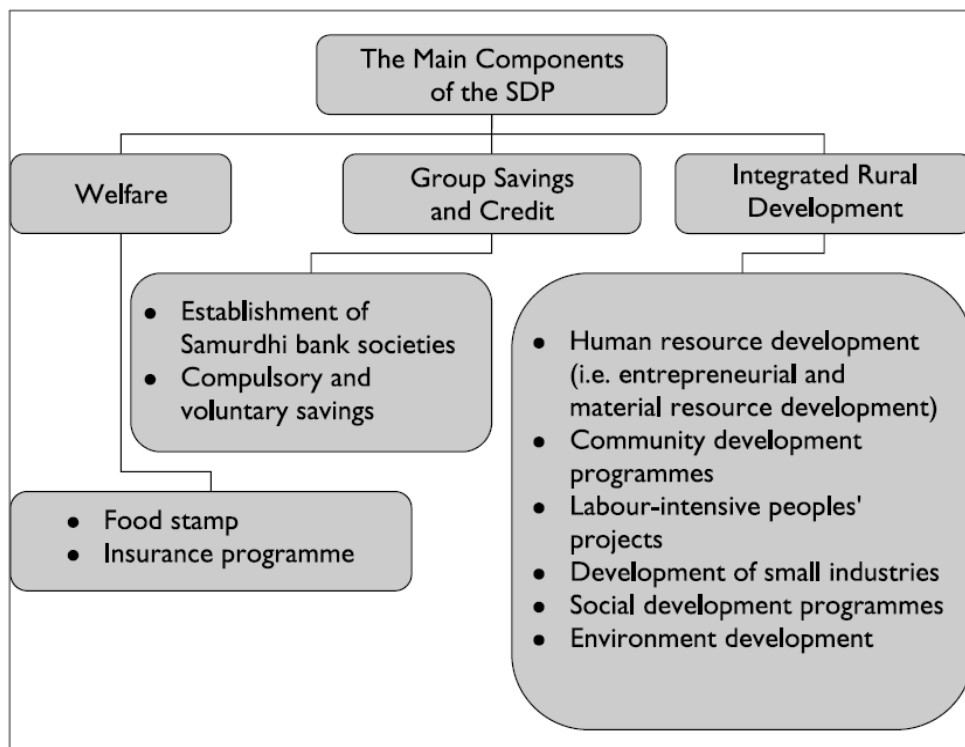 The Main Components
of the SDP
Welfare
Group Savings
and Credit
Integrated Rural
Development
● Establishment of
Samurdhi bank societies
● Compulsory and
voluntary savings
● Food stamp
● Insurance programme
● Human resource development
(i.e. entrepreneurial and
material resource development)
● Community development
programmes
● Labour-intensive peoples'
projects
● Development of small industries
● Social development programmes
● Environment development